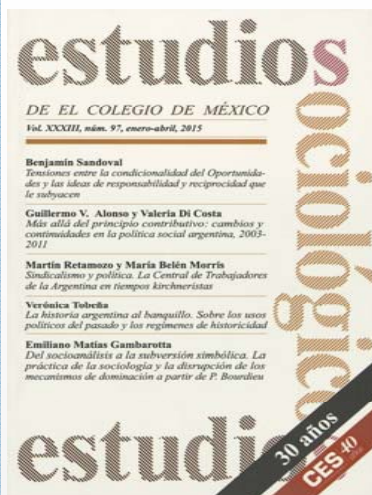 estudios
ociológico
DE EL COLEGIO DE MÉXICO
Vol. XXXIII, núm. 97, enero-abril, 2015
Benjamín Sandoval
Tensiones entre la condicionalidad del Oportunida-
des y las ideas de responsabilidad y reciprocidad que
le subyacen
Guillermo V. Alonso y Valeria Di Costa
Más allá del principio contributivo: cambios y
continuidades en la política social argentina, 2003-
2011
Martín Retamozo y María Belén Morris
Sindicalismo y política. La Central de Trabajadores
de la Argentina en tiempos kirchneristas
Verónica Tobeña
La historia argentina al banquillo. Sobre los usos
políticos del pasado y los regímenes de historicidad
Emiliano Matías Gambarotta
Del socioanálisis a la subversión simbólica. La
práctica de la sociología y la disrupción de los
mecanismos de dominación a partir de P. Bourdieu
estudio
30 años
CES 40